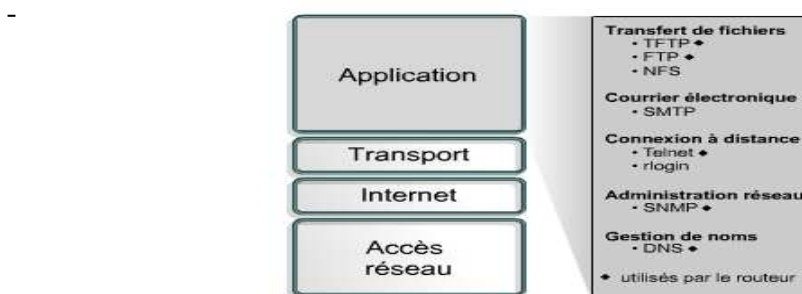 -
Application
Transport
Internet
Accès
réseau
Transfert de fichiers
• TFTP ◆
• FTP ◆
• NFS
Courrier électronique
• SMTP
Connexion à distance
• Telnet ◆
• rlogin
Administration réseau
• SNMP ◆
Gestion de noms
• DNS ◆
◆ utilisés par le routeur